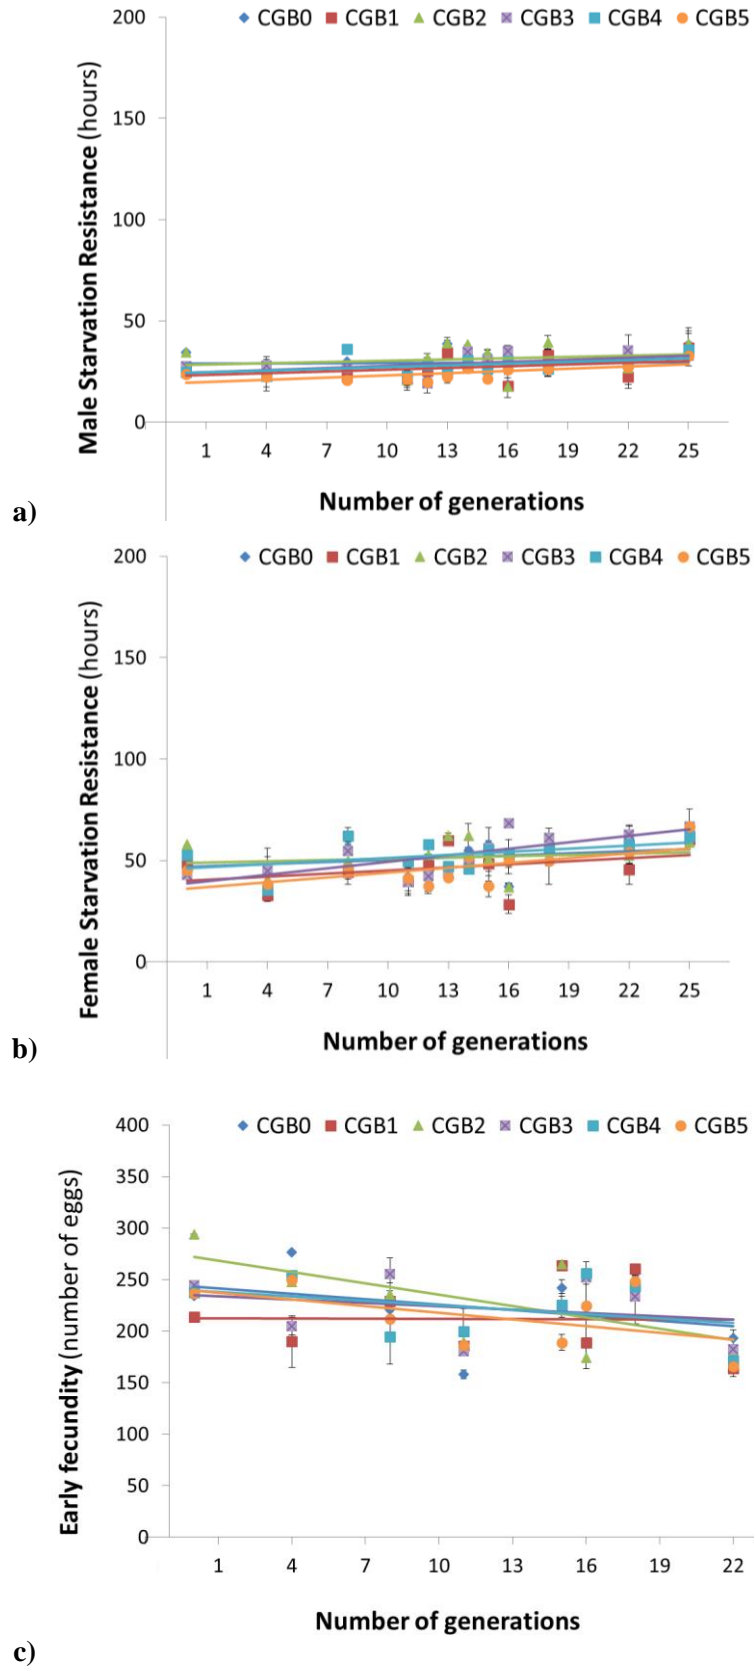 CGB0 CGB1 CGB2 CGB3 CGB4 CGB5
200
150
100
50
0
Male Starvation Resistance (hours)
1 4 7 10 13 16 19 22 25
Number of generations
a)
CGB0 CGB1 CGB2 CGB3 CGB4 CGB5
200
150
100
50
0
Female Starvation Resistance (hours)
1 4 7 10 13 16 19 22 25
Number of generations
b)
CGB0 CGB1 CGB2 CGB3 CGB4 CGB5
400
350
300
250
200
150
100
50
0
Early fecundity (number of eggs)
1 4 7 10 13 16 19 22
Number of generations
c)